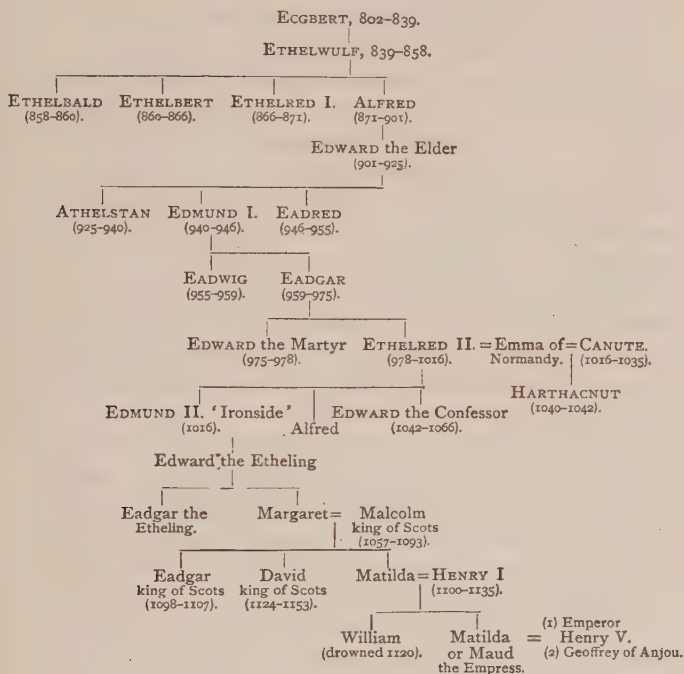 ECGBERT, 802–839.
ETHELWULF, 839–858.
ETHELBALD ETHELBERT ETHELRED I. ALFRED
(858–860). (860–866). (866–871). (871–901).
EDWARD the Elder
(901–925).
ATHELSTAN EDMUND I. EADRED
(925–940). (940–946). (946–955).
EADWIG EADGAR
(955–959). (959–975).
EDWARD the Martyr ETHELRED II. = Emma of = CANUTE.
(975–978). (978–1016). Normandy. (1016–1035).
HARTHACNUT
(1040–1042).
EDMUND II. ‘Ironside’ Alfred EDWARD the Confessor
(1016). (1042–1066).
Edward the Etheling
Eadgar the Margaret = Malcolm
Etheling. king of Scots
(1057–1093).
Eadgar David Matilda = HENRY I
king of Scots king of Scots (1100–1135).
(1098–1107). (1124–1153).
William Matilda = (1) Emperor
(drowned 1120). or Maud Henry V.
the Empress. (2) Geoffrey of Anjou.